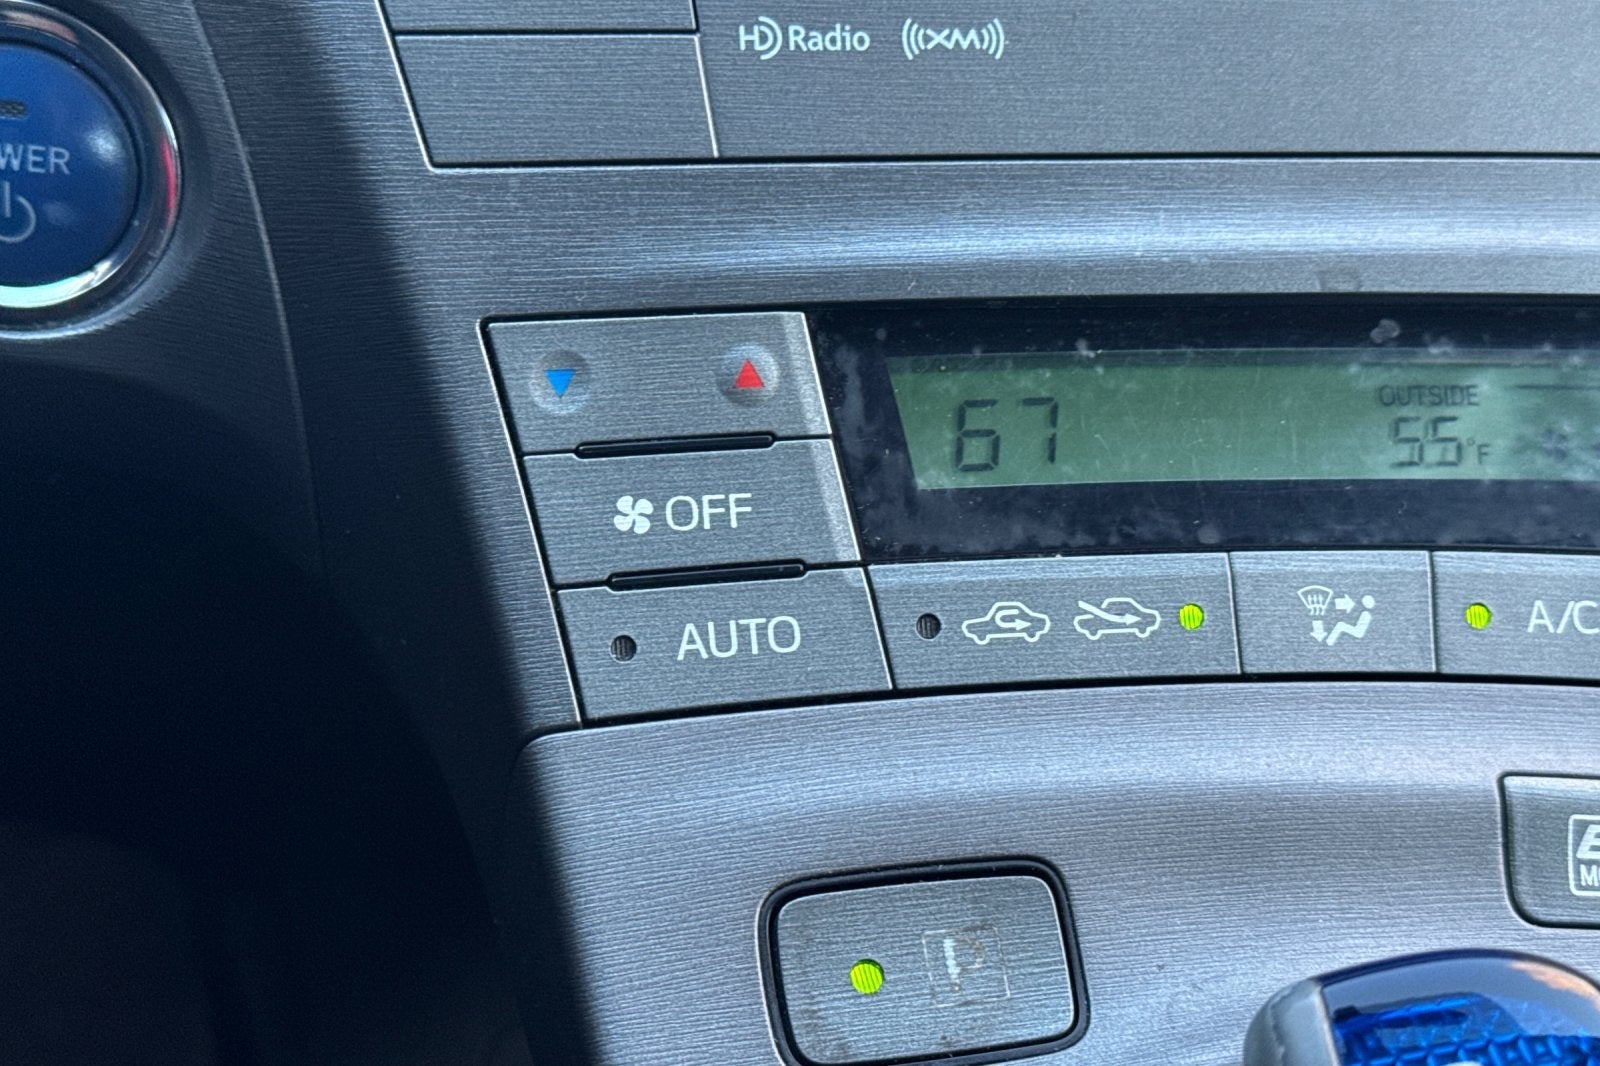 HD Radio ((XM))
WER
67
OUTSIDE
55°F
OFF
AUTO
A/C
P